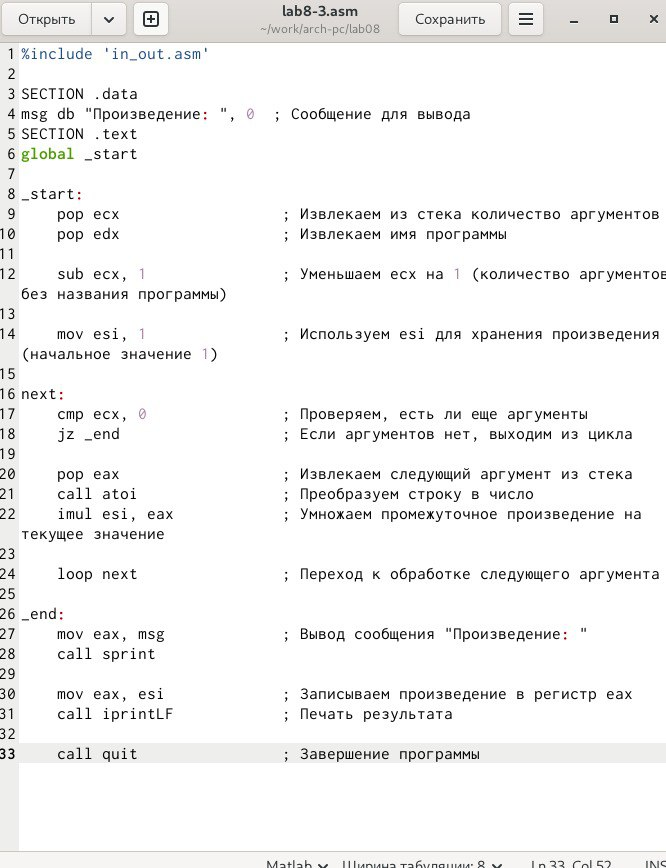 Открыть
lab8-3.asm
~/work/arch-pc/lab08
Сохранить
1 %include 'in_out.asm'
2
3 SECTION .data
4 msg db "Произведение: ", 0  ; Сообщение для вывода
5 SECTION .text
6 global _start
7
8 _start:
9     pop ecx                  ; Извлекаем из стека количество аргументов
10     pop edx                  ; Извлекаем имя программы
11
12     sub ecx, 1               ; Уменьшаем ecx на 1 (количество аргументов
без названия программы)
13
14     mov esi, 1               ; Используем esi для хранения произведения
(начальное значение 1)
15
16 next:
17     cmp ecx, 0               ; Проверяем, есть ли еще аргументы
18     jz _end                  ; Если аргументов нет, выходим из цикла
19
20     pop eax                  ; Извлекаем следующий аргумент из стека
21     call atoi                ; Преобразуем строку в число
22     imul esi, eax            ; Умножаем промежуточное произведение на
текущее значение
23
24     loop next                ; Переход к обработке следующего аргумента
25
26 _end:
27     mov eax, msg             ; Вывод сообщения "Произведение: "
28     call sprint
29
30     mov eax, esi             ; Записываем произведение в регистр eax
31     call iprintLF            ; Печать результата
32
33     call quit                ; Завершение программы
Matlab
Ширина табуляции: 8
Ln 33, Col 52
INS